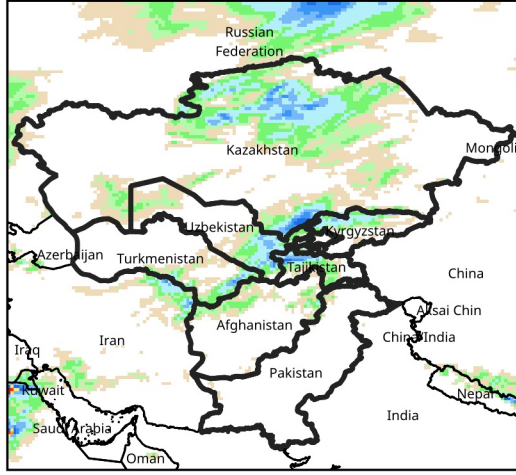 Russian
Federation
Kazakhstan
Mongoli
Uzbekistan
Kyrgyzstan
Azerbaijan
Turkmenistan
Tajikistan
China
Aksai Chin
Afghanistan
China/India
Iran
Iraq
Pakistan
Kuwait
Nepal
India
Saudi Arabia
Oman